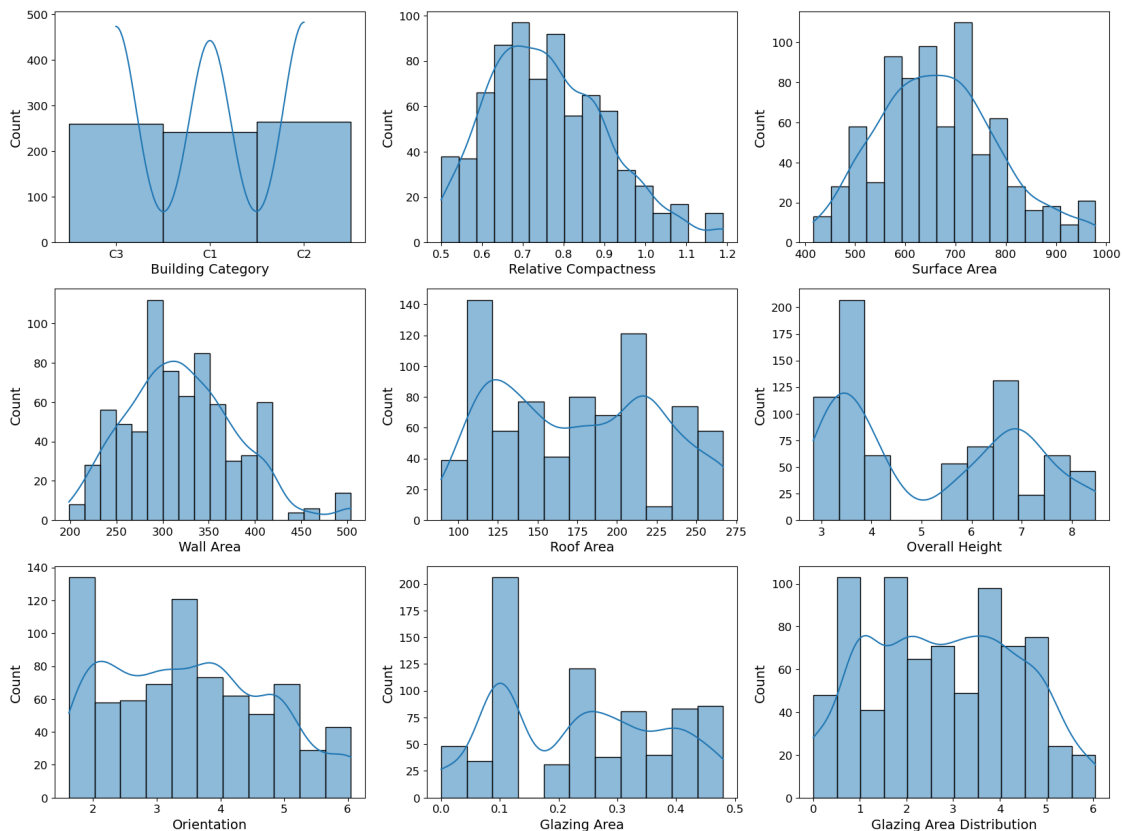 500
400
300
200
100
0
Count
C3 C1 C2
Building Category
100
80
60
40
20
0
Count
0.5 0.6 0.7 0.8 0.9 1.0 1.1 1.2
Relative Compactness
100
80
60
40
20
0
Count
400 500 600 700 800 900 1000
Surface Area
100
80
60
40
20
0
Count
200 250 300 350 400 450 500
Wall Area
140
120
100
80
60
40
20
0
Count
100 125 150 175 200 225 250 275
Roof Area
200
175
150
125
100
75
50
25
0
Count
3 4 5 6 7 8
Overall Height
140
120
100
80
60
40
20
0
Count
2 3 4 5 6
Orientation
200
175
150
125
100
75
50
25
0
Count
0.0 0.1 0.2 0.3 0.4 0.5
Glazing Area
100
80
60
40
20
0
Count
0 1 2 3 4 5 6
Glazing Area Distribution